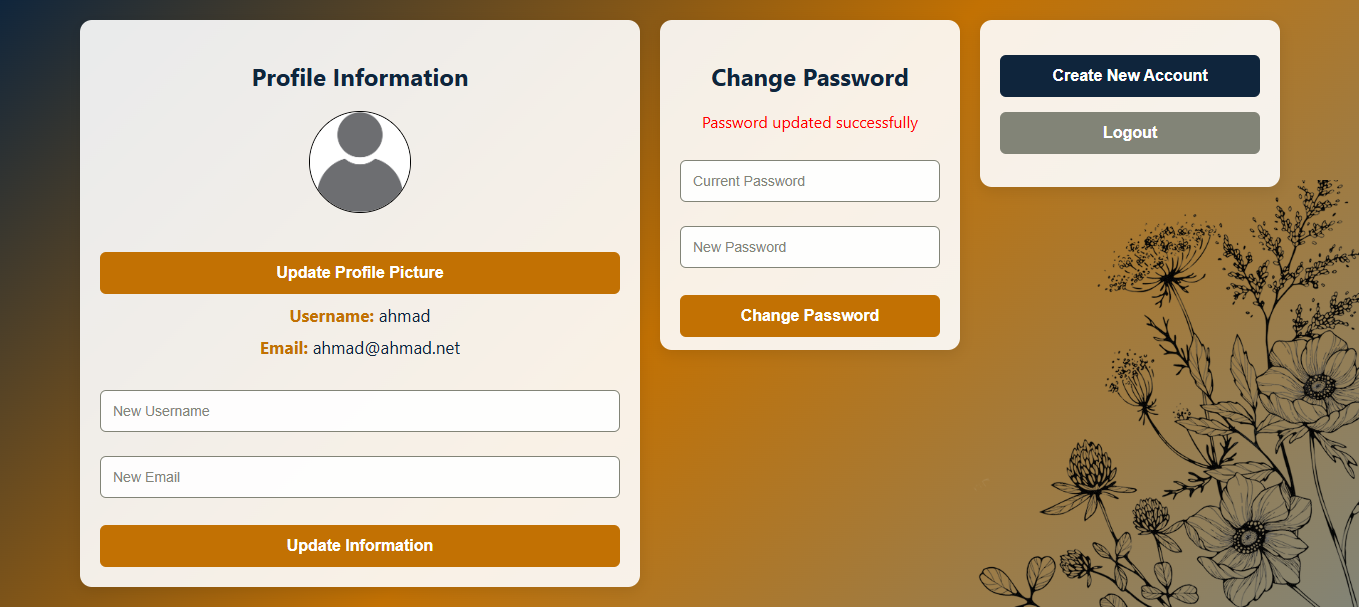 Profile Information
Update Profile Picture
Username: ahmad
Email: ahmad@ahmad.net
New Username
New Email
Update Information
Change Password
Password updated successfully
Current Password
New Password
Change Password
Create New Account
Logout